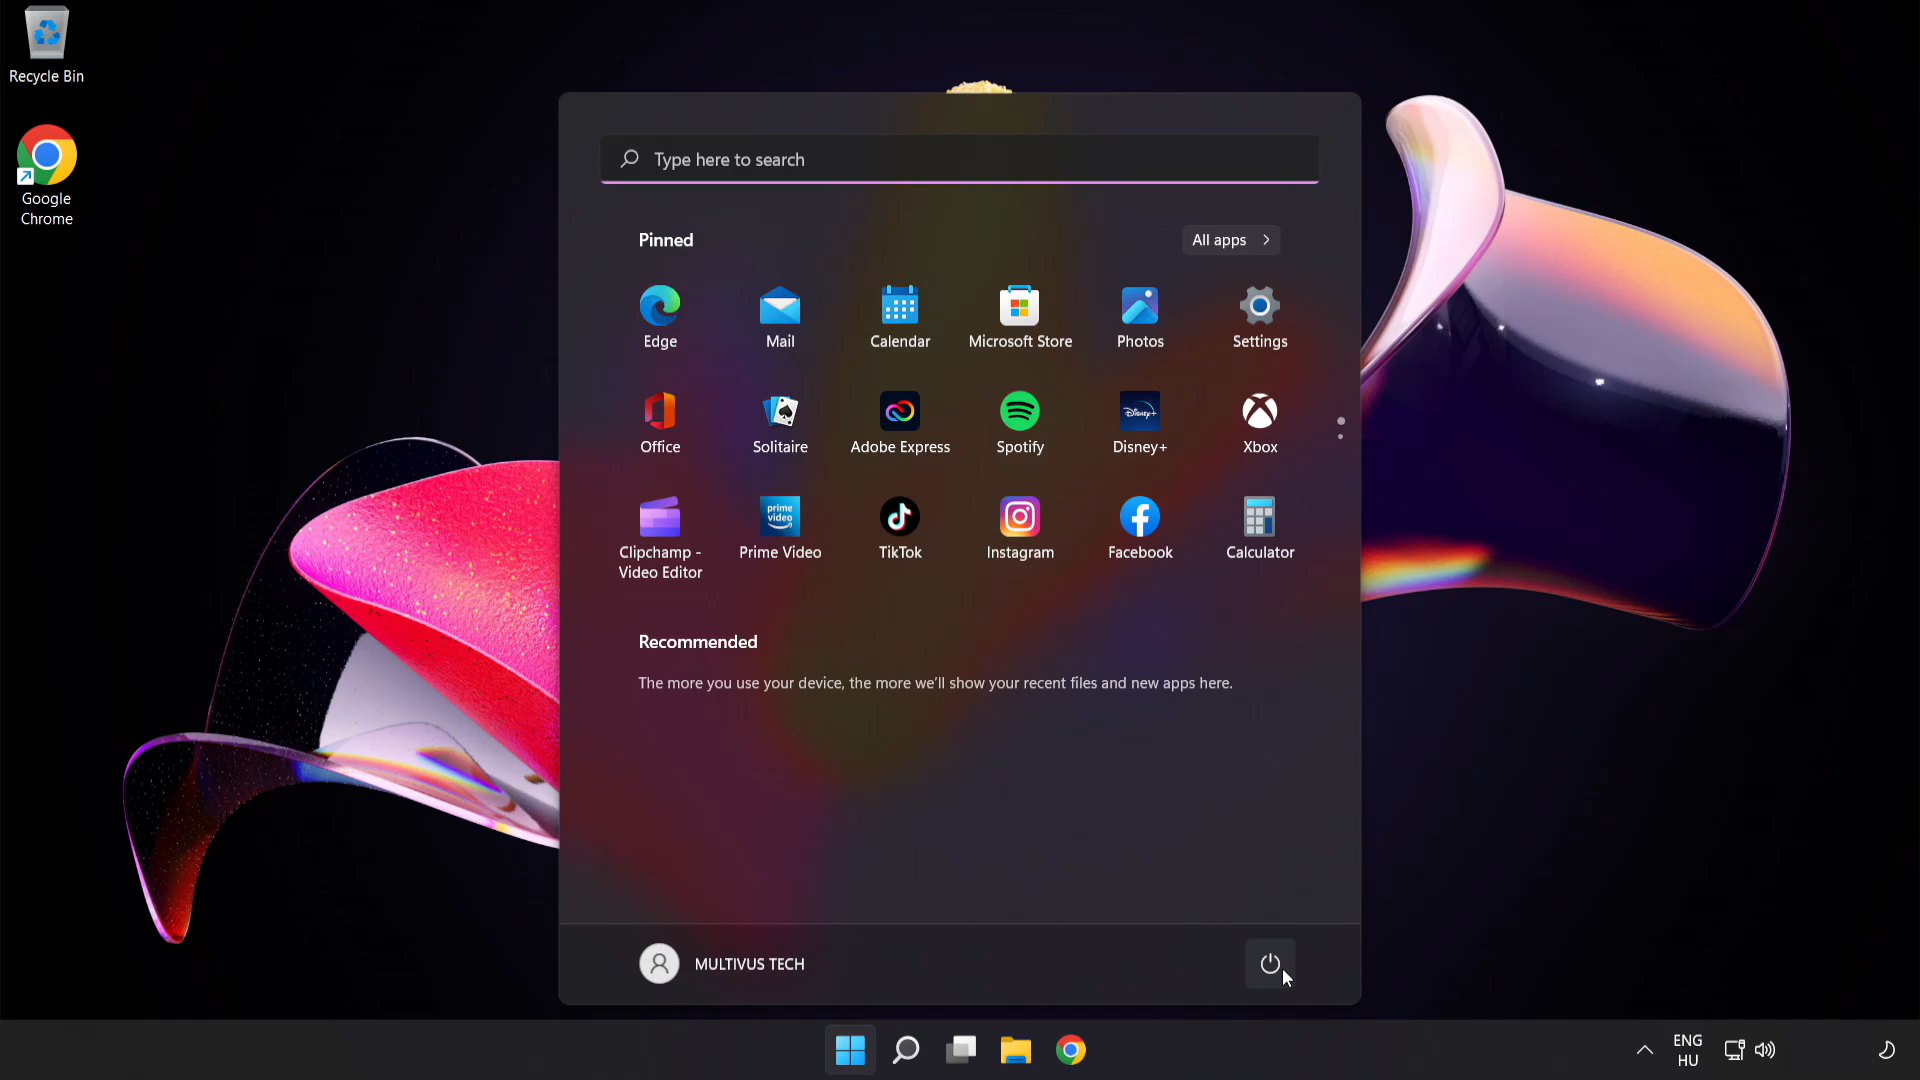 Recycle Bin
Google
Chrome
Type here to search
Pinned
All apps
Edge
Mail
Calendar
Microsoft Store
Photos
Settings
Office
Solitaire
Adobe Express
Spotify
Disney+
Disney+
Xbox
prime
video
Clipchamp -
Video Editor
Prime Video
TikTok
Instagram
Facebook
Calculator
Recommended
The more you use your device, the more we'll show your recent files and new apps here.
MULTIVUS TECH
ENG
HU